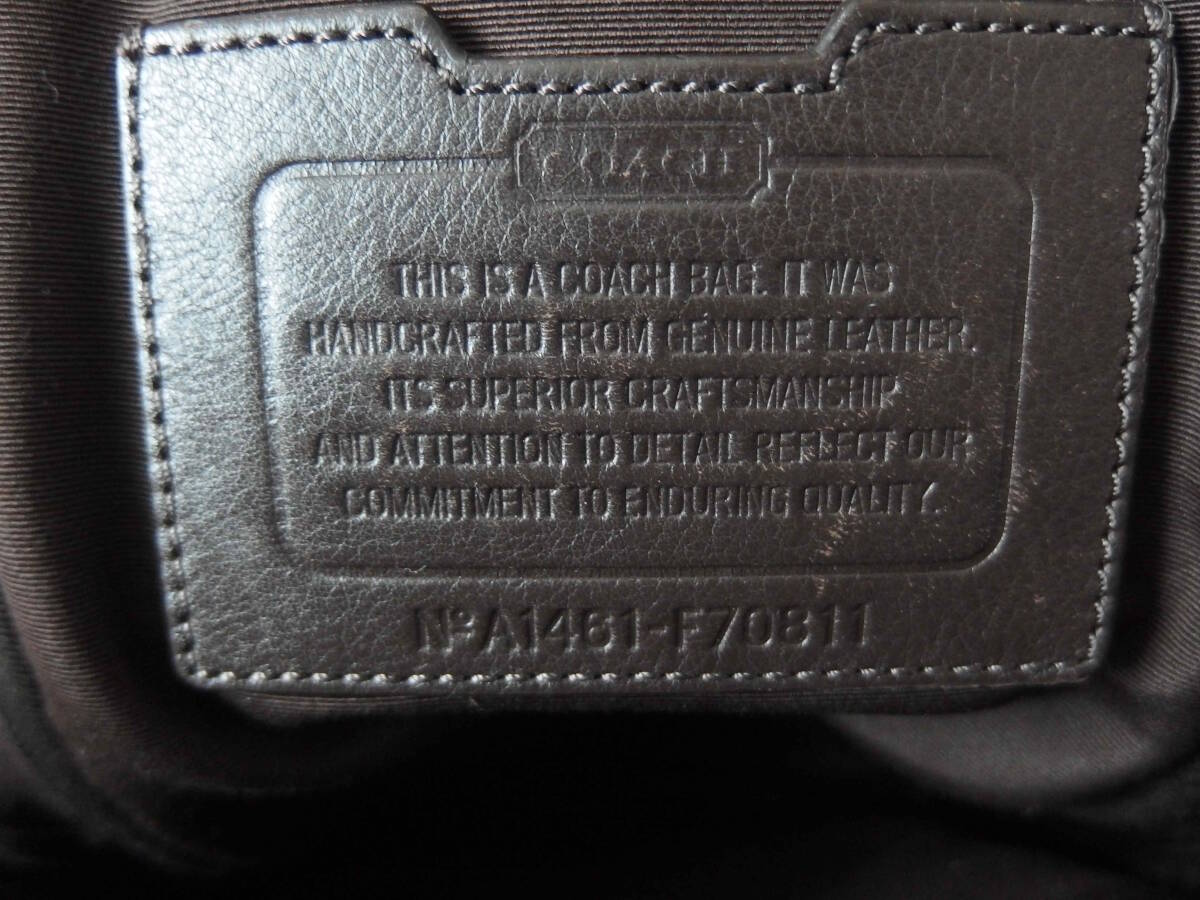 COACH
THIS IS A COACH BAG. IT WAS
HANDCRAFTED FROM GENUINE LEATHER.
ITS SUPERIOR CRAFTSMANSHIP
AND ATTENTION TO DETAIL REFLECT OUR
COMMITMENT TO ENDURING QUALITY.
Nº A1461-F70811